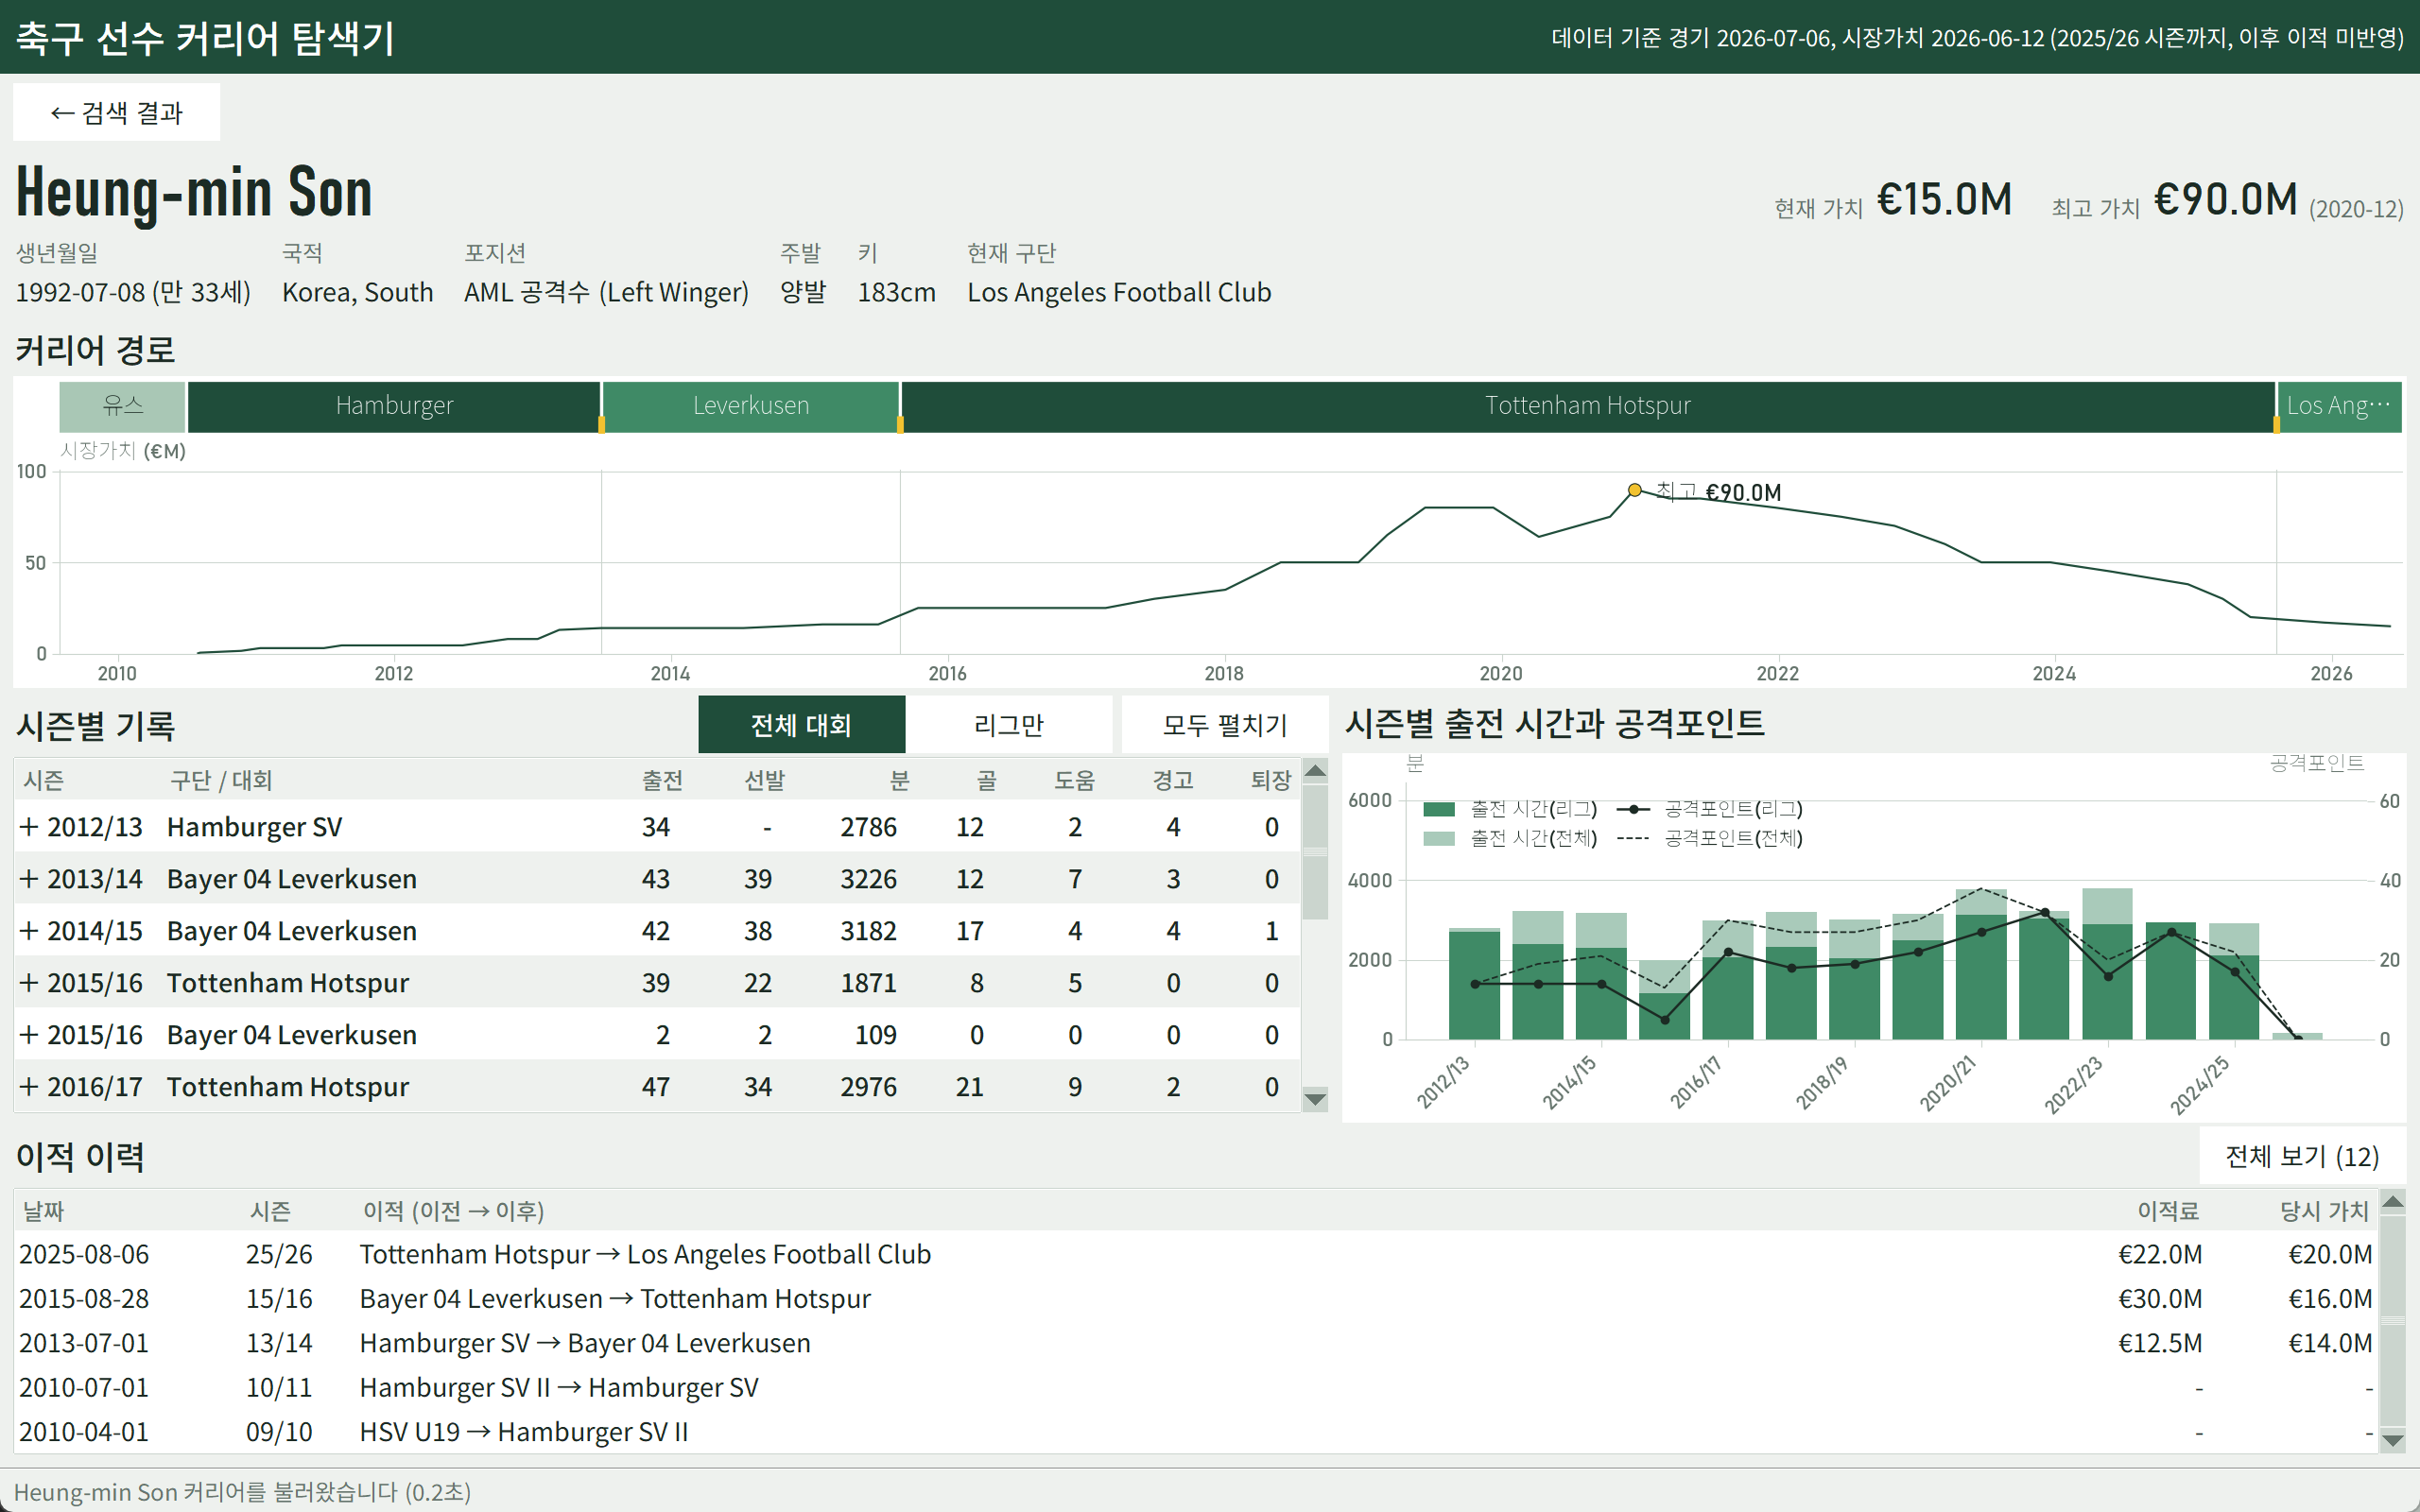 축구 선수 커리어 탐색기
데이터 기준 경기 2026-07-06, 시장가치 2026-06-12 (2025/26 시즌까지, 이후 이적 미반영)
← 검색 결과
Heung-min Son
현재 가치 €15.0M 최고 가치 €90.0M (2020-12)
생년월일 국적 포지션 주발 키 현재 구단
1992-07-08 (만 33세) Korea, South AML 공격수 (Left Winger) 양발 183cm Los Angeles Football Club
커리어 경로
유스 Hamburger Leverkusen Tottenham Hotspur Los Ang…
시장가치 (€M)
100
최고 €90.0M
50
0
2010 2012 2014 2016 2018 2020 2022 2024 2026
시즌별 기록 전체 대회 리그만 모두 펼치기
시즌 구단 / 대회 출전 선발 분 골 도움 경고 퇴장
+ 2012/13 Hamburger SV 34 - 2786 12 2 4 0
+ 2013/14 Bayer 04 Leverkusen 43 39 3226 12 7 3 0
+ 2014/15 Bayer 04 Leverkusen 42 38 3182 17 4 4 1
+ 2015/16 Tottenham Hotspur 39 22 1871 8 5 0 0
+ 2015/16 Bayer 04 Leverkusen 2 2 109 0 0 0 0
+ 2016/17 Tottenham Hotspur 47 34 2976 21 9 2 0
시즌별 출전 시간과 공격포인트
분 공격포인트
6000 60
출전 시간(리그) 공격포인트(리그)
출전 시간(전체) 공격포인트(전체)
4000 40
2000 20
0 0
2012/13 2014/15 2016/17 2018/19 2020/21 2022/23 2024/25
이적 이력 전체 보기 (12)
날짜 시즌 이적 (이전 → 이후) 이적료 당시 가치
2025-08-06 25/26 Tottenham Hotspur → Los Angeles Football Club €22.0M €20.0M
2015-08-28 15/16 Bayer 04 Leverkusen → Tottenham Hotspur €30.0M €16.0M
2013-07-01 13/14 Hamburger SV → Bayer 04 Leverkusen €12.5M €14.0M
2010-07-01 10/11 Hamburger SV II → Hamburger SV - -
2010-04-01 09/10 HSV U19 → Hamburger SV II - -
Heung-min Son 커리어를 불러왔습니다 (0.2초)